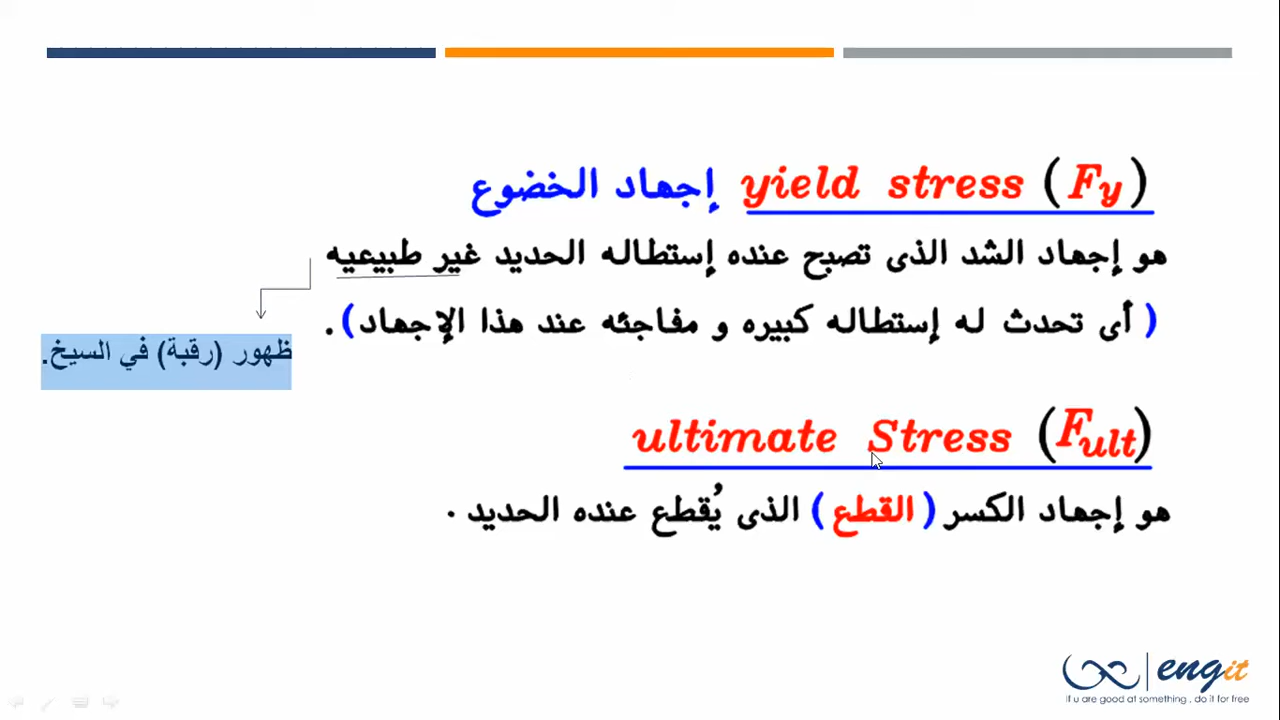 yield stress (Fy) إجهاد الخضوع
هو إجهاد الشد الذى تصبح عنده إستطاله الحديد غير طبيعيه
(أى تحدث له إستطاله كبيره و مفاجئه عند هذا الإجهاد) .
ظهور (رقبة) في السيخ.
ultimate Stress (Fult)
هو إجهاد الكسر (القطع) الذى يُقطع عنده الحديد .
engit
if u are good at something , do it for free